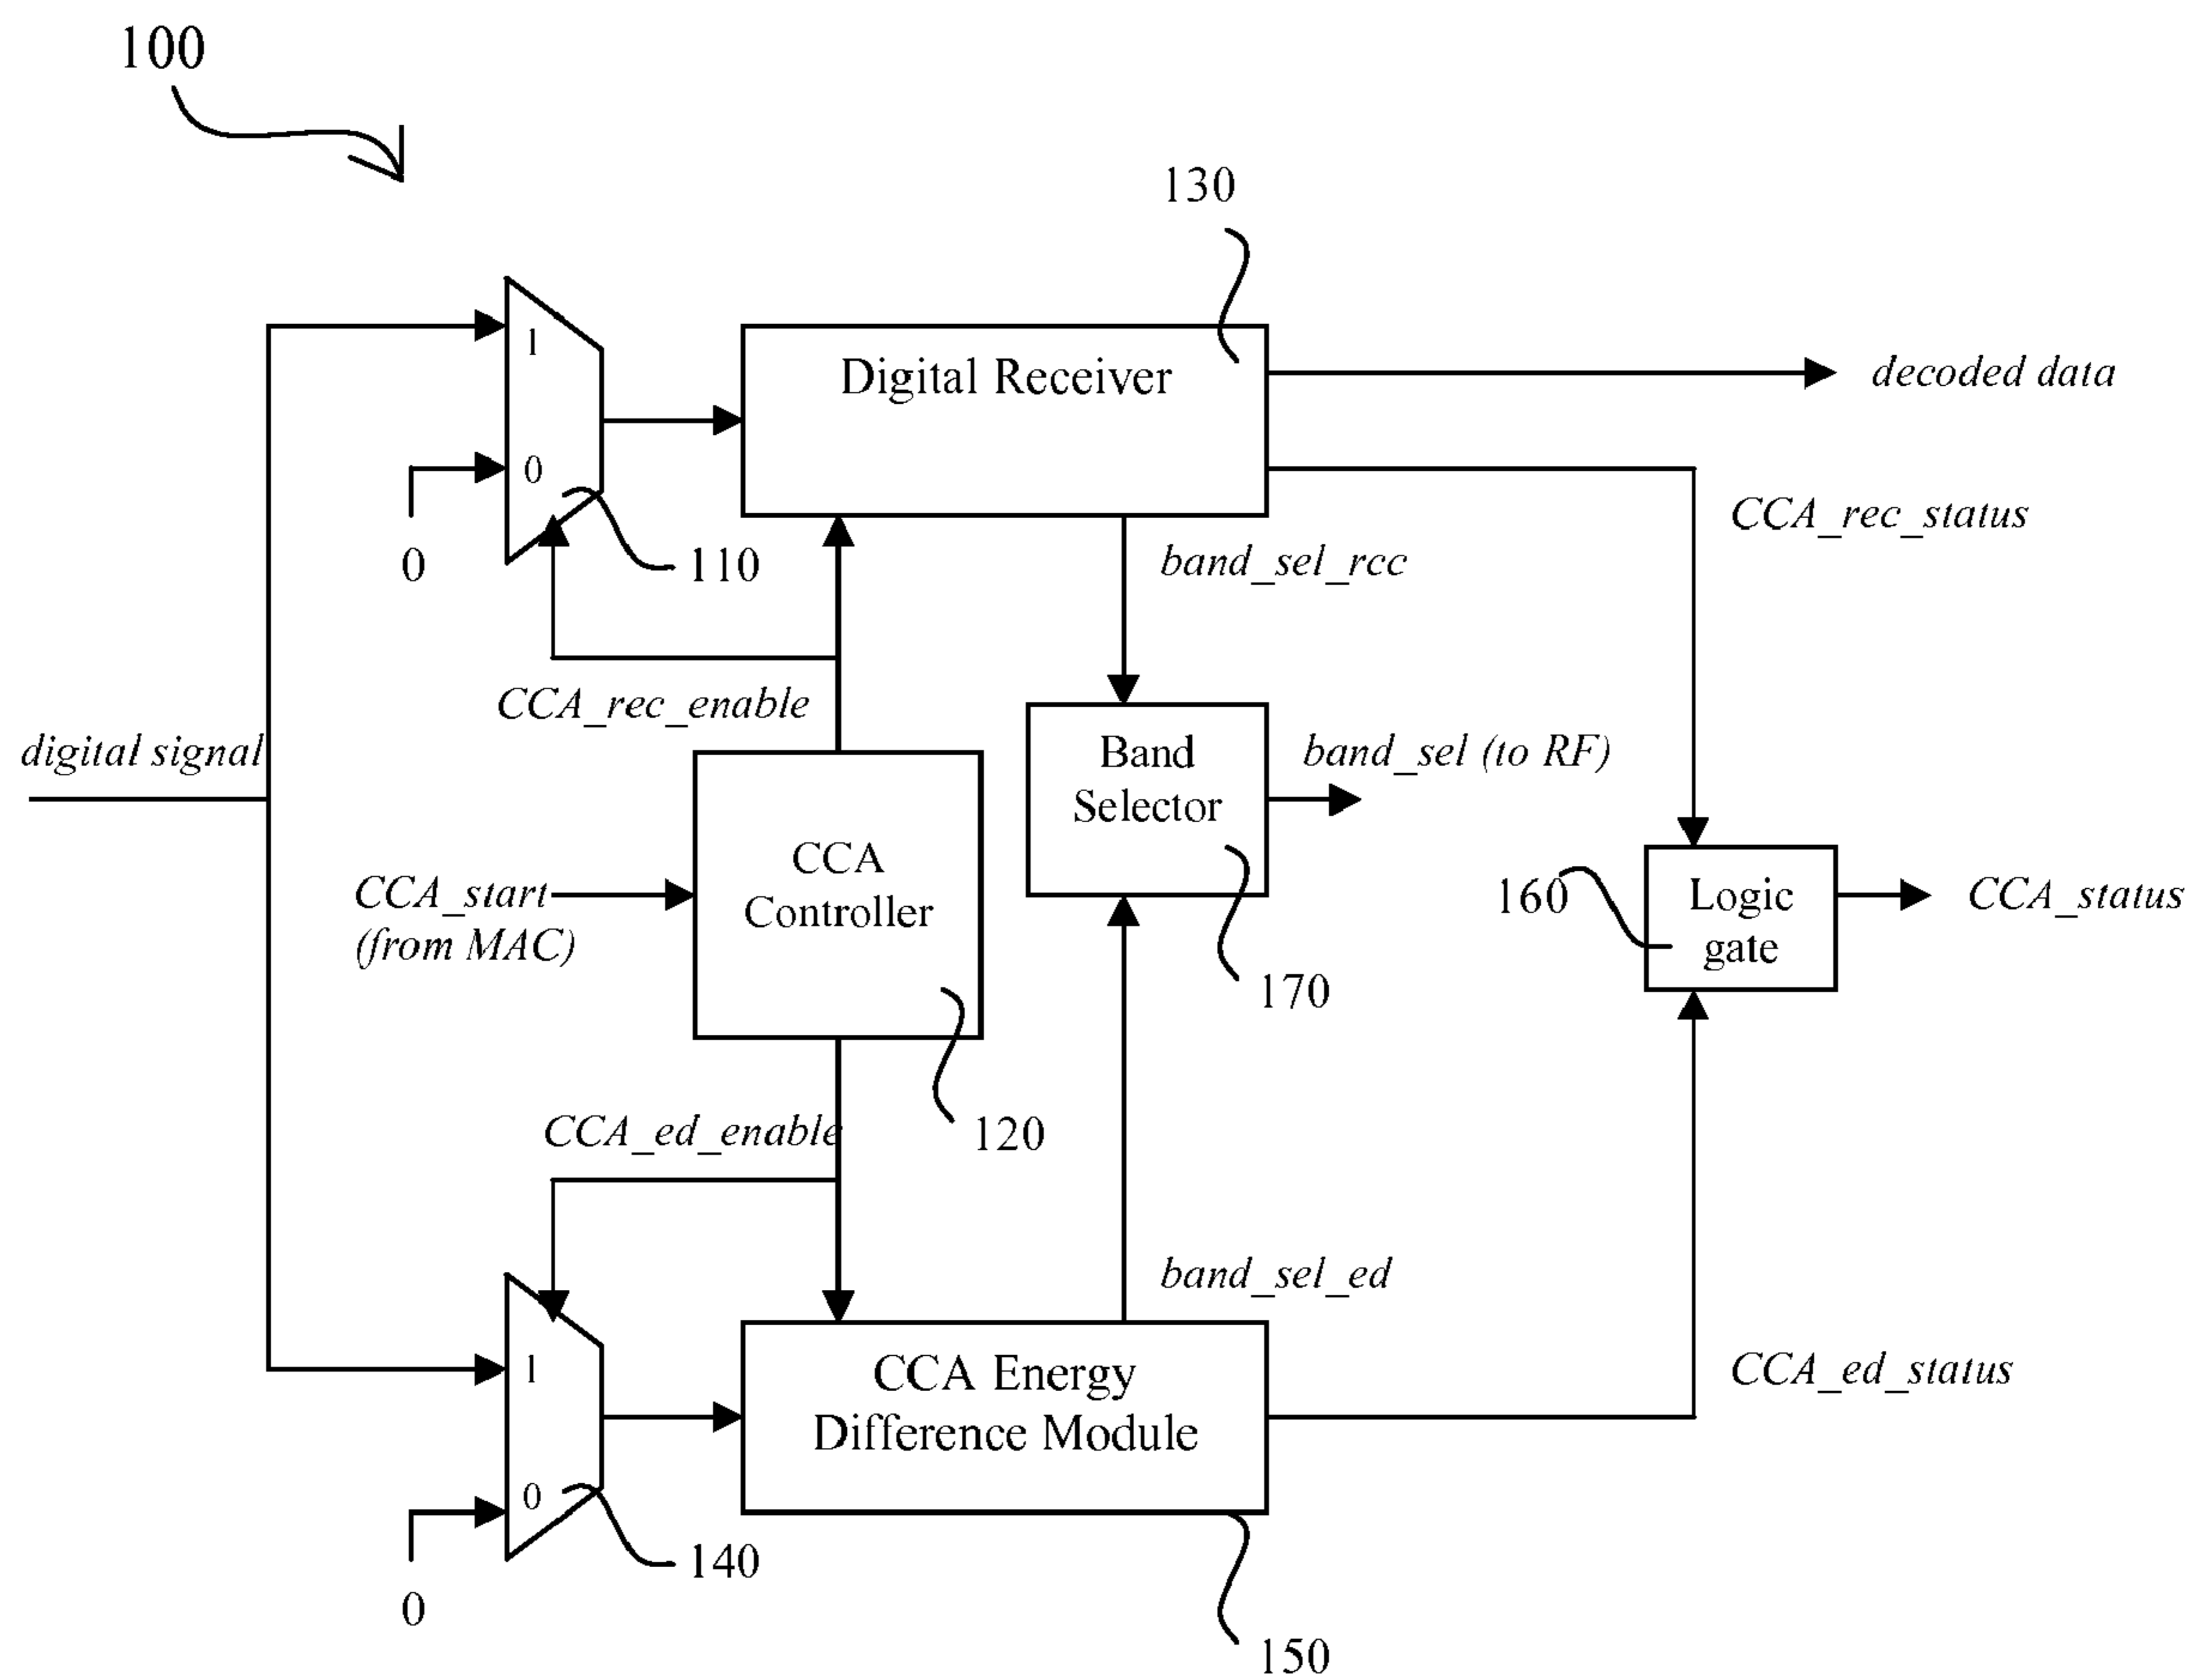 100
130
1
Digital Receiver
decoded data
0
CCA_rec_status
0
110
band_sel_rcc
CCA_rec_enable
digital signal
Band
Selector
band_sel (to RF)
CCA
Controller
CCA_start
(from MAC)
160
Logic
gate
CCA_status
170
120
CCA_ed_enable
band_sel_ed
1
CCA Energy
Difference Module
CCA_ed_status
0
140
0
150